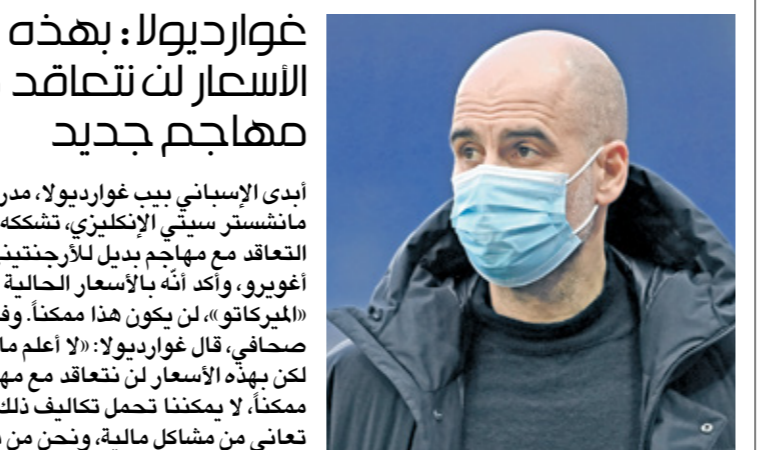 غوارديولا: بهذه
الأسعار لن نتعاقد
مهاجم جديد
أبدى الإسباني بيب غوارديولا، مدر
مانشستر سيتي الإنكليزي، تشككه
التعاقد مع مهاجم بديل للأرجنتيني
أغويرو، وأكد أنّه بالأسعار الحالية
«الميركاتو»، لن يكون هذا ممكناً. وف
صحافي، قال غوارديولا: «لا أعلم ما
لكن بهذه الأسعار لن نتعاقد مع مه
ممكناً، لا يمكننا تحمل تكاليف ذلك
تعاني من مشاكل مالية، ونحن من